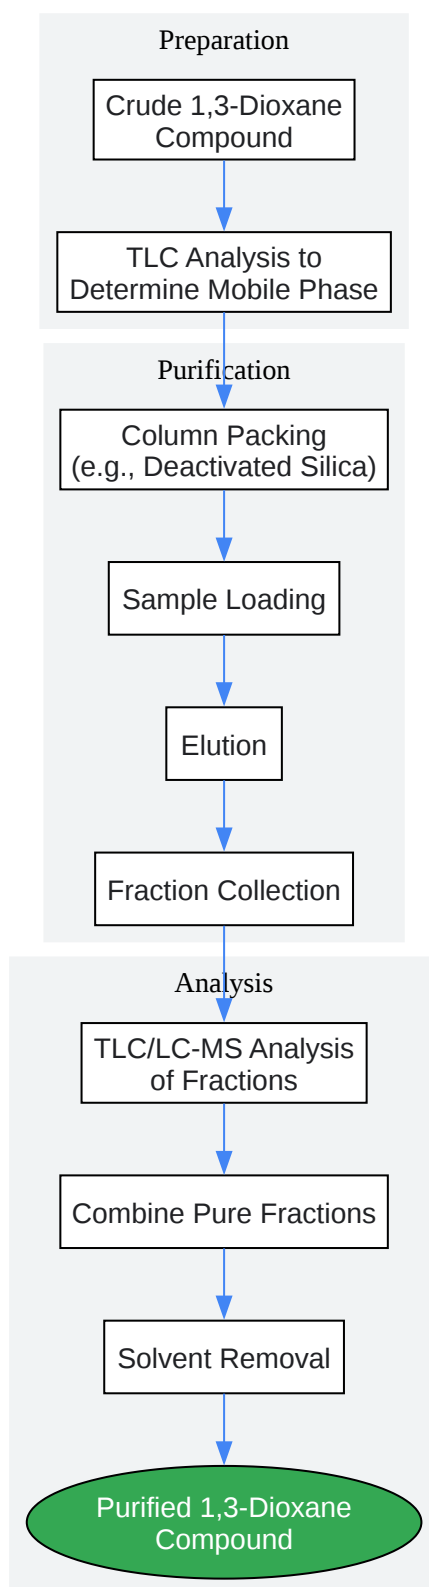 Preparation
Crude 1,3-Dioxane
Compound
TLC Analysis to
Determine Mobile Phase
Purification
Column Packing
(e.g., Deactivated Silica)
Sample Loading
Elution
Fraction Collection
Analysis
TLC/LC-MS Analysis
of Fractions
Combine Pure Fractions
Solvent Removal
Purified 1,3-Dioxane
Compound